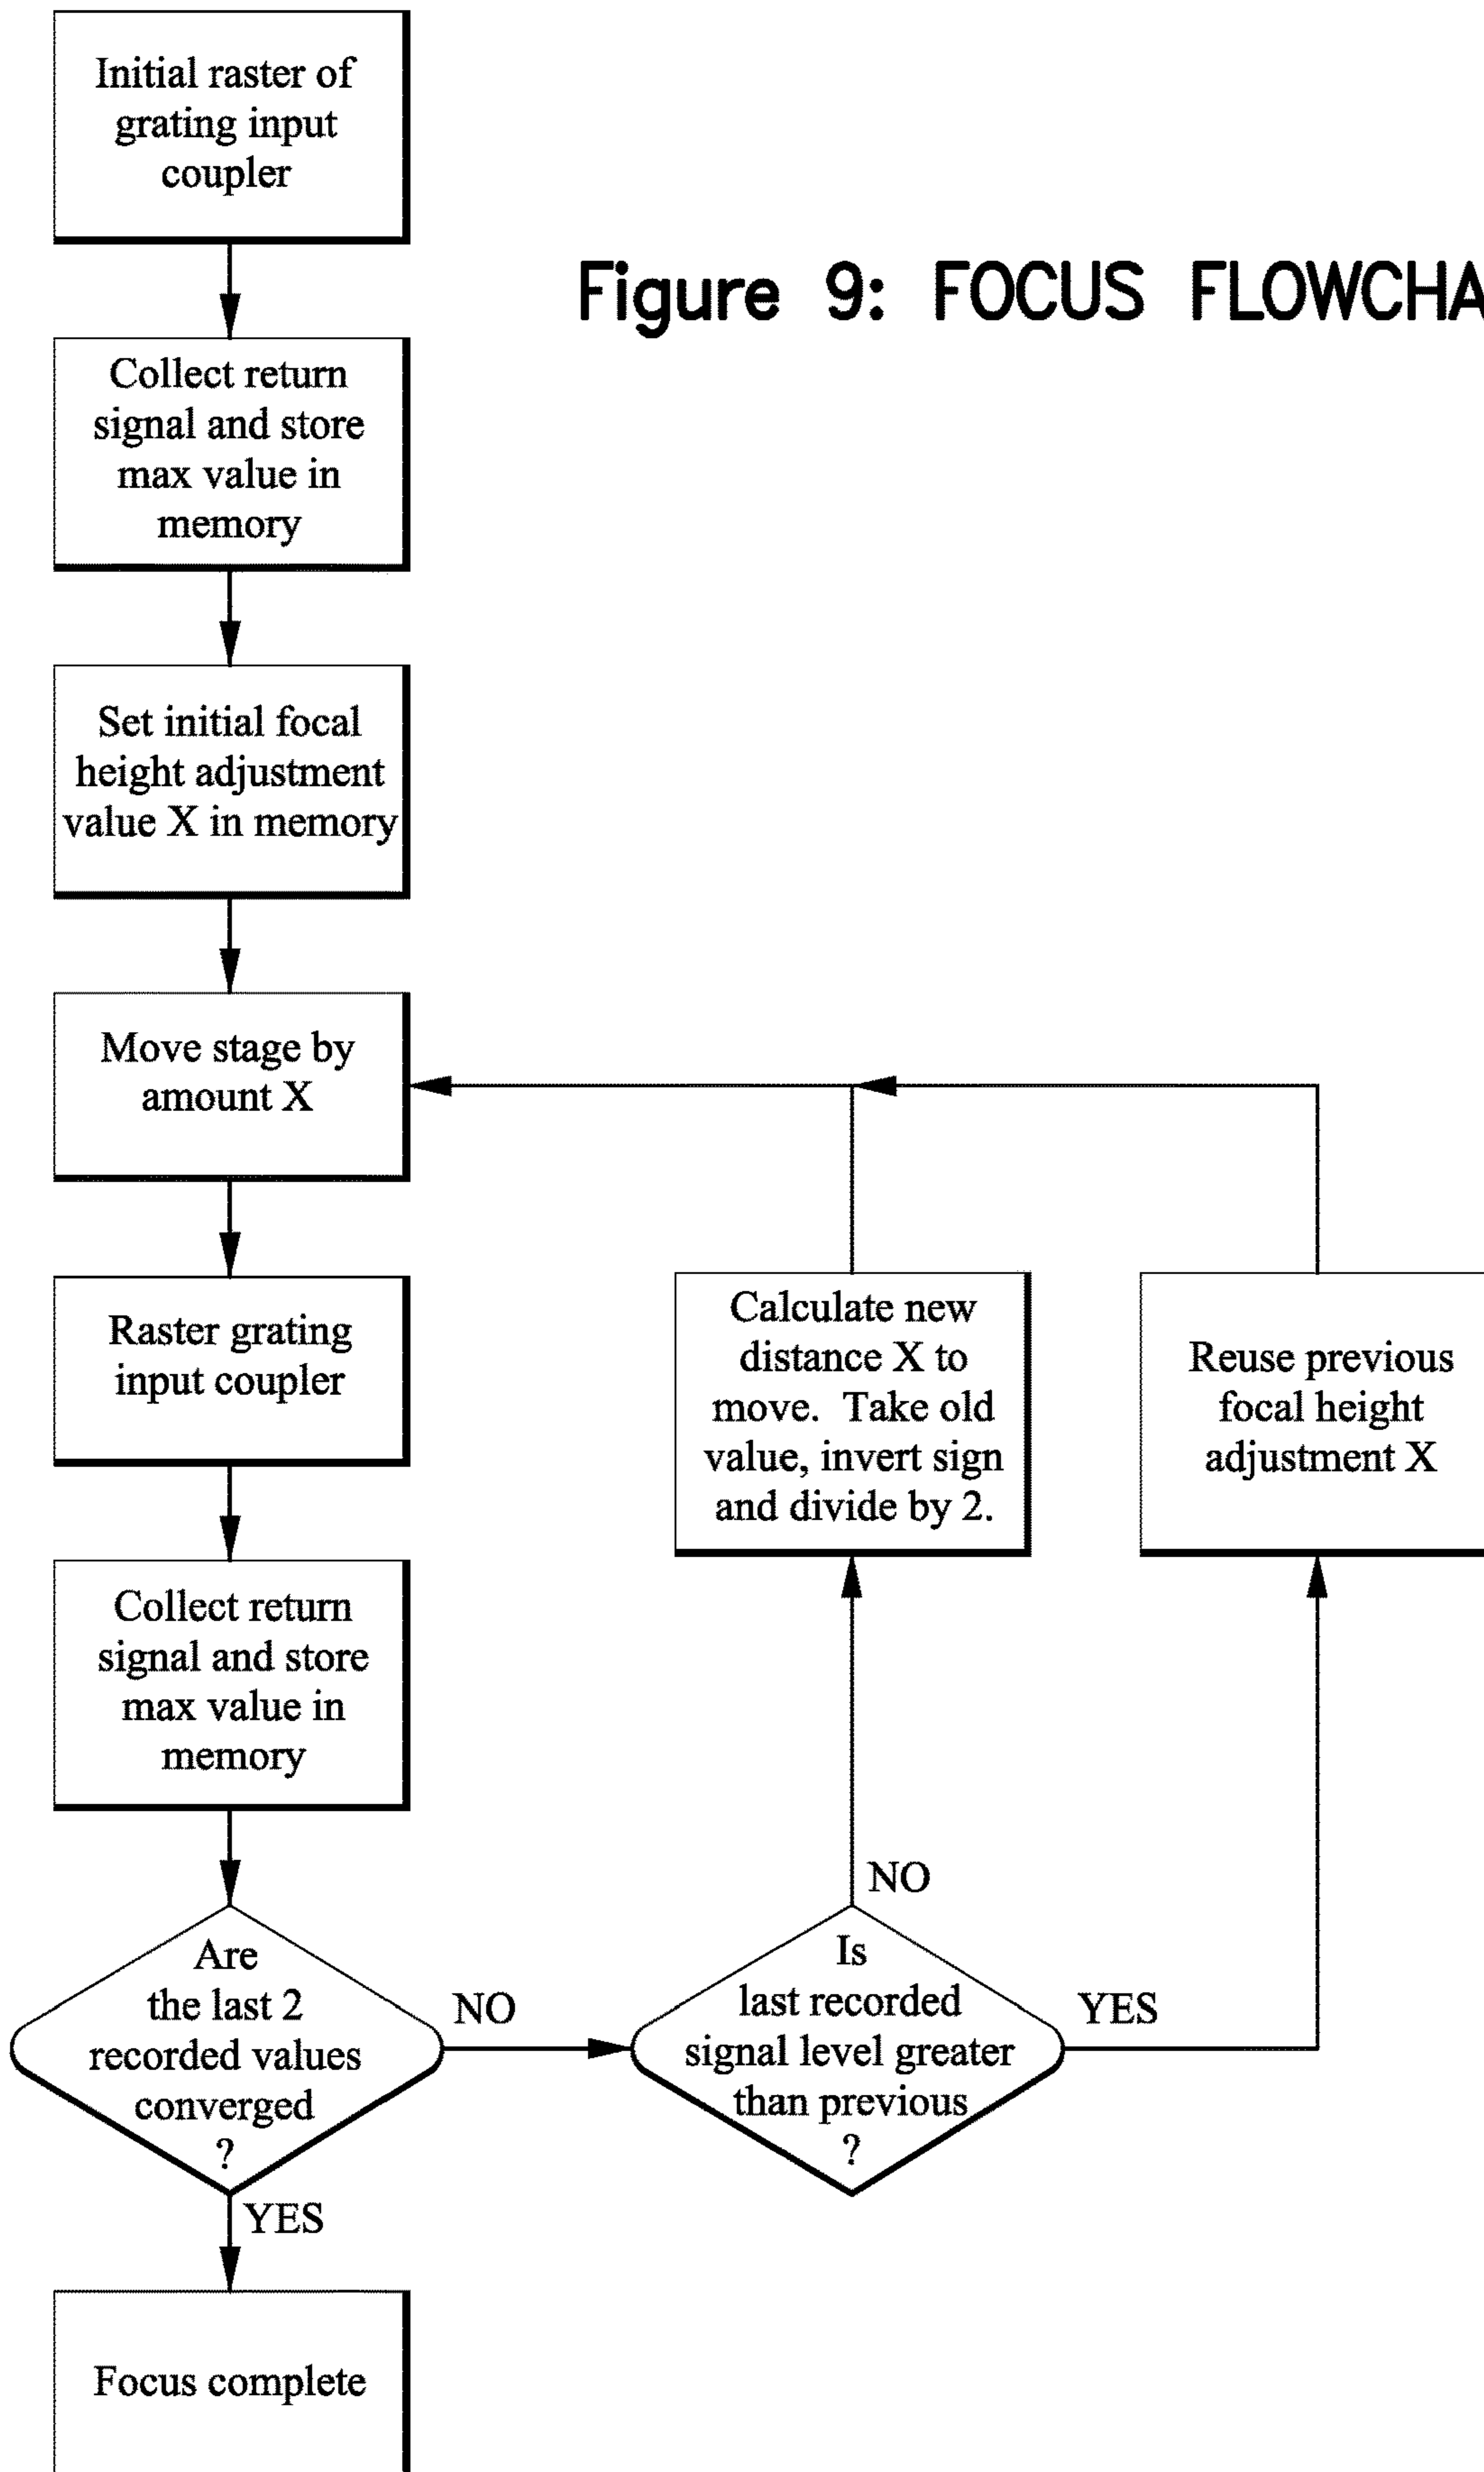 Initial raster of
grating input
coupler
Figure 9: FOCUS FLOWCHA
Collect return
signal and store
max value in
memory
Set initial focal
height adjustment
value X in memory
Move stage by
amount X
Raster grating
input coupler
Calculate new
distance X to
move. Take old
value, invert sign
and divide by 2.
Reuse previous
focal height
adjustment X
Collect return
signal and store
max value in
memory
Are
the last 2
recorded values
converged
?
NO
Is
last recorded
signal level greater
than previous
?
NO
YES
YES
Focus complete